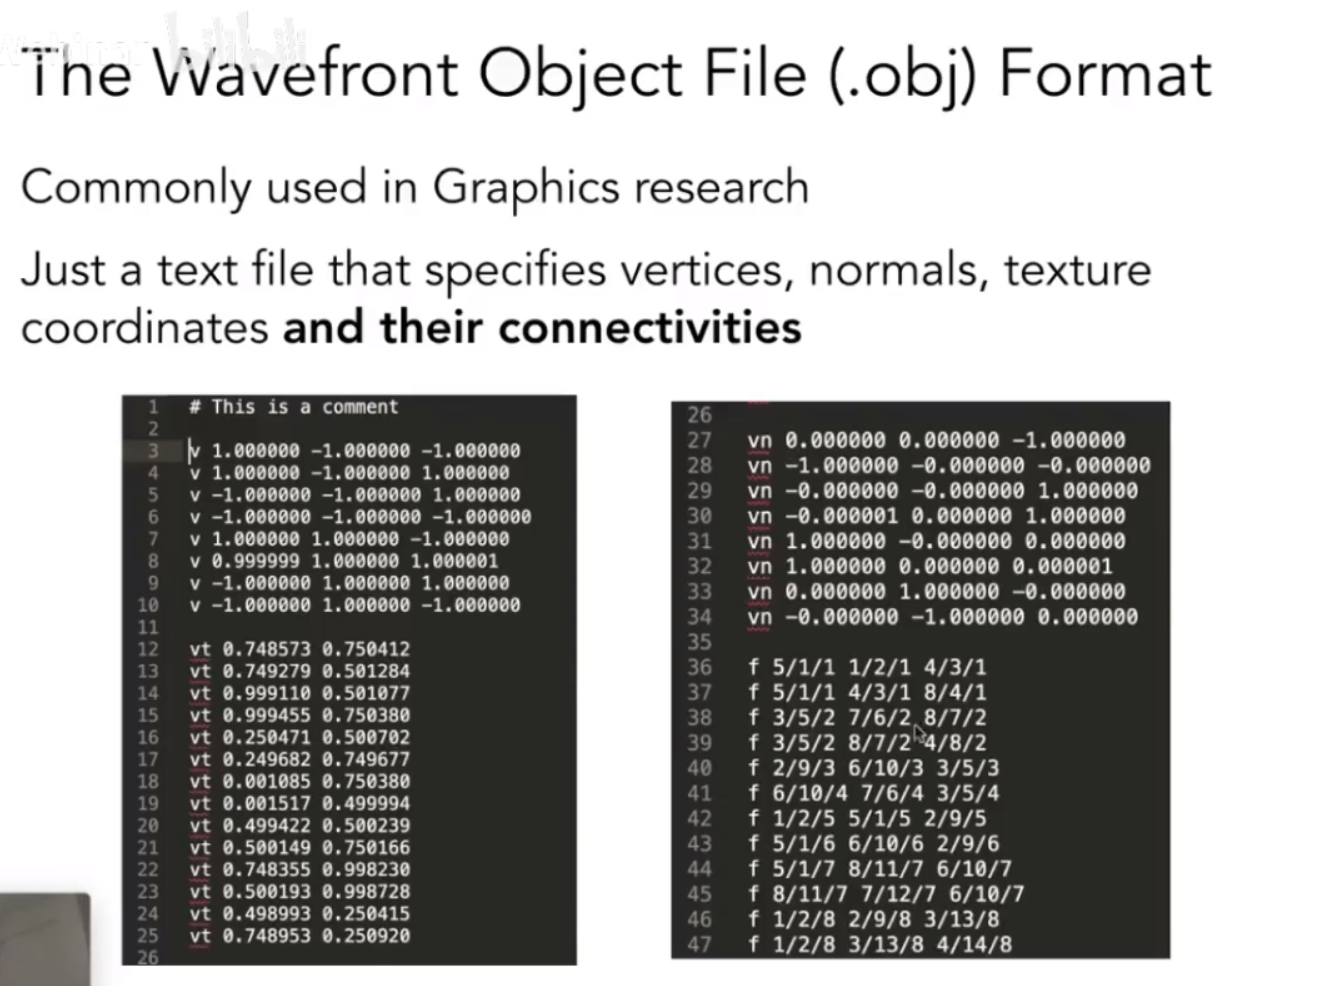 Webinar bilibili
The Wavefront Object File (.obj) Format
Commonly used in Graphics research
Just a text file that specifies vertices, normals, texture
coordinates and their connectivities
1 # This is a comment
2
3 v 1.000000 -1.000000 -1.000000
4 v 1.000000 -1.000000 1.000000
5 v -1.000000 -1.000000 1.000000
6 v -1.000000 -1.000000 -1.000000
7 v 1.000000 1.000000 -1.000000
8 v 0.999999 1.000000 1.000001
9 v -1.000000 1.000000 1.000000
10 v -1.000000 1.000000 -1.000000
11
12 vt 0.748573 0.750412
13 vt 0.749279 0.501284
14 vt 0.999110 0.501077
15 vt 0.999455 0.750380
16 vt 0.250471 0.500702
17 vt 0.249682 0.749677
18 vt 0.001085 0.750380
19 vt 0.001517 0.499994
20 vt 0.499422 0.500239
21 vt 0.500149 0.750166
22 vt 0.748355 0.998230
23 vt 0.500193 0.998728
24 vt 0.498993 0.250415
25 vt 0.748953 0.250920
26
26
27 vn 0.000000 0.000000 -1.000000
28 vn -1.000000 -0.000000 -0.000000
29 vn -0.000000 -0.000000 1.000000
30 vn -0.000001 0.000000 1.000000
31 vn 1.000000 -0.000000 0.000000
32 vn 1.000000 0.000000 0.000001
33 vn 0.000000 1.000000 -0.000000
34 vn -0.000000 -1.000000 0.000000
35
36 f 5/1/1 1/2/1 4/3/1
37 f 5/1/1 4/3/1 8/4/1
38 f 3/5/2 7/6/2 8/7/2
39 f 3/5/2 8/7/2 4/8/2
40 f 2/9/3 6/10/3 3/5/3
41 f 6/10/4 7/6/4 3/5/4
42 f 1/2/5 5/1/5 2/9/5
43 f 5/1/6 6/10/6 2/9/6
44 f 5/1/7 8/11/7 6/10/7
45 f 8/11/7 7/12/7 6/10/7
46 f 1/2/8 2/9/8 3/13/8
47 f 1/2/8 3/13/8 4/14/8